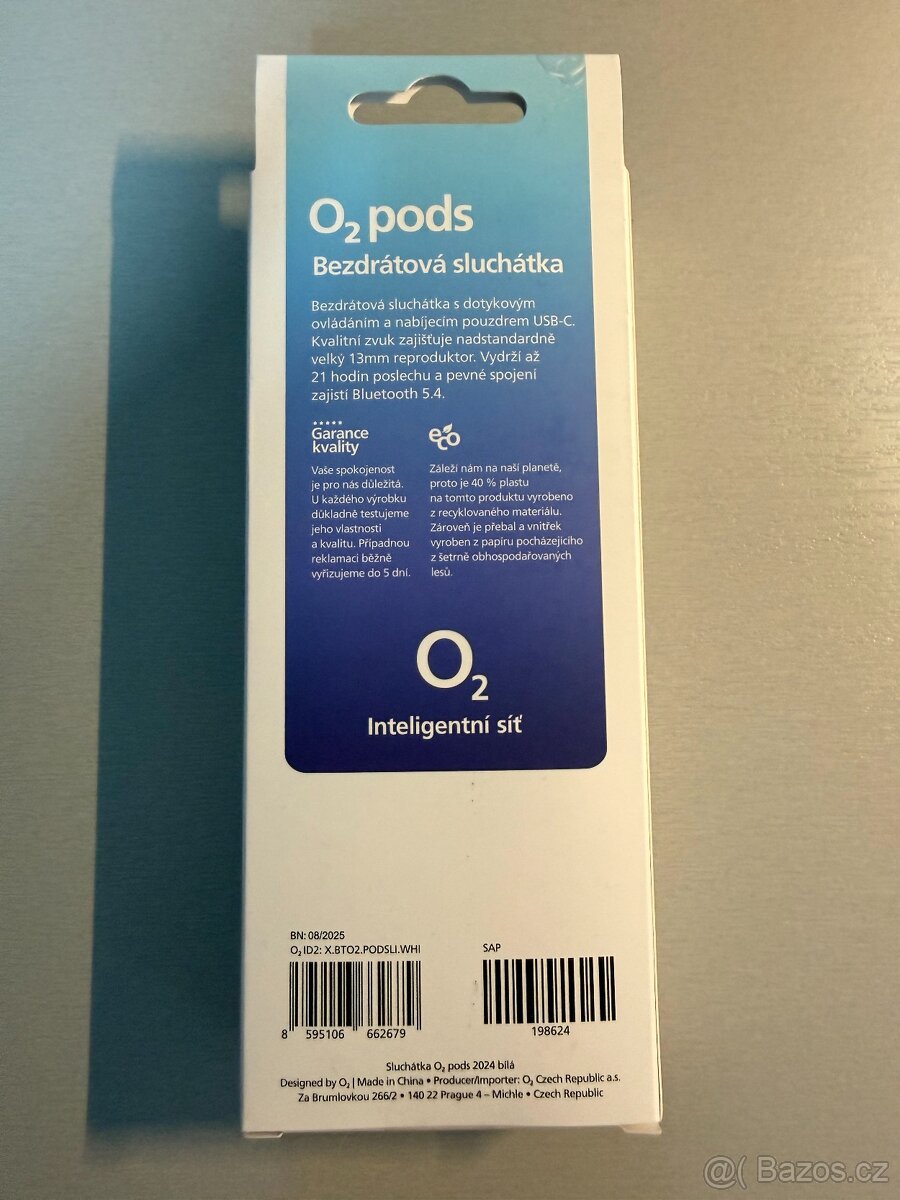 O2 pods
Bezdrátová sluchátka
Bezdrátová sluchátka s dotykovým
ovládáním a nabíjecím pouzdrem USB-C.
Kvalitní zvuk zajišťuje nadstandardně
velký 13mm reproduktor. Vydrží až
21 hodin poslechu a pevné spojení
zajistí Bluetooth 5.4.
Garance
kvality
Vaše spokojenost
je pro nás důležitá.
U každého výrobku
důkladně testujeme
jeho vlastnosti
a kvalitu. Případnou
reklamaci běžně
vyřizujeme do 5 dní.
eco
Záleží nám na naší planetě,
proto je 40 % plastu
na tomto produktu vyrobeno
z recyklovaného materiálu.
Zároveň je přebal a vnitřek
vyroben z papíru pocházejícího
z šetrně obhospodařovaných
lesů.
O2
Inteligentní síť
BN: 08/2025
O2 ID2: X.BTO2.PODSLI.WHI
8 595106 662679
SAP
198624
Sluchátka O2 pods 2024 bílá
Designed by O2 | Made in China • Producer/Importer: O2 Czech Republic a.s.
Za Brumlovkou 266/2 • 140 22 Prague 4 – Michle • Czech Republic
@( Bazos.cz